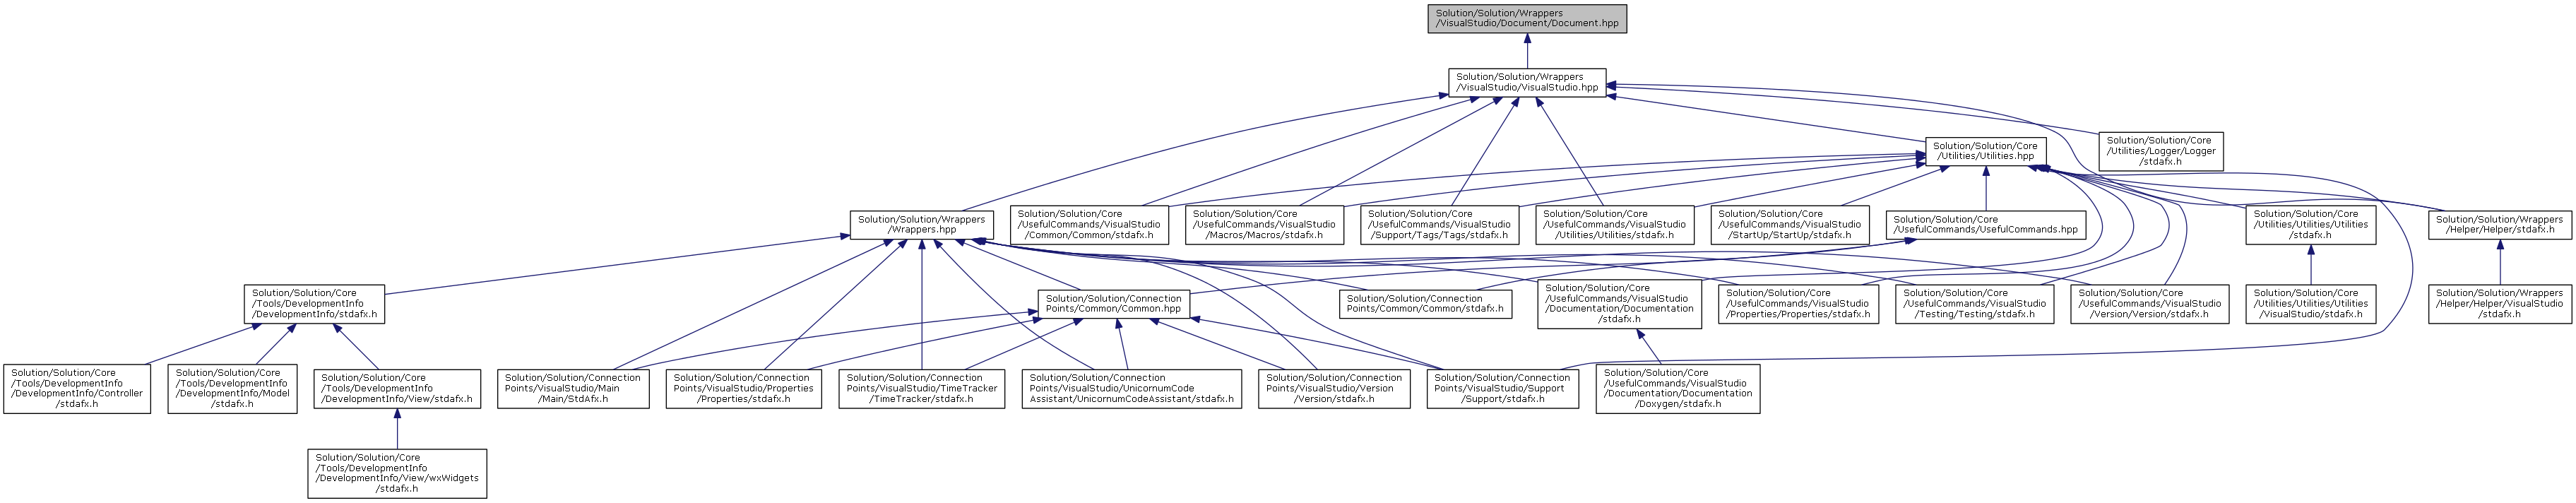 Solution/Solution/Wrappers
/VisualStudio/Document/Document.hpp
Solution/Solution/Wrappers
/VisualStudio/VisualStudio.hpp
Solution/Solution/Core
/Utilities/Logger/Logger
/stdafx.h
Solution/Solution/Core
/Utilities/Utilities.hpp
Solution/Solution/Wrappers
/Wrappers.hpp
Solution/Solution/Core
/UsefulCommands/VisualStudio
/Common/Common/stdafx.h
Solution/Solution/Core
/UsefulCommands/VisualStudio
/Macros/Macros/stdafx.h
Solution/Solution/Core
/UsefulCommands/VisualStudio
/Support/Tags/Tags/stdafx.h
Solution/Solution/Core
/UsefulCommands/VisualStudio
/Utilities/Utilities/stdafx.h
Solution/Solution/Core
/UsefulCommands/VisualStudio
/StartUp/StartUp/stdafx.h
Solution/Solution/Core
/UsefulCommands/UsefulCommands.hpp
Solution/Solution/Core
/Utilities/Utilities/Utilities
/stdafx.h
Solution/Solution/Wrappers
/Helper/Helper/stdafx.h
Solution/Solution/Core
/Tools/DevelopmentInfo
/DevelopmentInfo/stdafx.h
Solution/Solution/Connection
Points/Common/Common.hpp
Solution/Solution/Connection
Points/Common/Common/stdafx.h
Solution/Solution/Core
/UsefulCommands/VisualStudio
/Documentation/Documentation
/stdafx.h
Solution/Solution/Core
/UsefulCommands/VisualStudio
/Properties/Properties/stdafx.h
Solution/Solution/Core
/UsefulCommands/VisualStudio
/Testing/Testing/stdafx.h
Solution/Solution/Core
/UsefulCommands/VisualStudio
/Version/Version/stdafx.h
Solution/Solution/Core
/Utilities/Utilities/Utilities
/VisualStudio/stdafx.h
Solution/Solution/Wrappers
/Helper/Helper/VisualStudio
/stdafx.h
Solution/Solution/Core
/Tools/DevelopmentInfo
/DevelopmentInfo/Controller
/stdafx.h
Solution/Solution/Core
/Tools/DevelopmentInfo
/DevelopmentInfo/Model
/stdafx.h
Solution/Solution/Core
/Tools/DevelopmentInfo
/DevelopmentInfo/View/stdafx.h
Solution/Solution/Connection
Points/VisualStudio/Main
/Main/StdAfx.h
Solution/Solution/Connection
Points/VisualStudio/Properties
/Properties/stdafx.h
Solution/Solution/Connection
Points/VisualStudio/TimeTracker
/TimeTracker/stdafx.h
Solution/Solution/Connection
Points/VisualStudio/UnicornumCode
Assistant/UnicornumCodeAssistant/stdafx.h
Solution/Solution/Connection
Points/VisualStudio/Version
/Version/stdafx.h
Solution/Solution/Connection
Points/VisualStudio/Support
/Support/stdafx.h
Solution/Solution/Core
/UsefulCommands/VisualStudio
/Documentation/Documentation
/Doxygen/stdafx.h
Solution/Solution/Core
/Tools/DevelopmentInfo
/DevelopmentInfo/View/wxWidgets
/stdafx.h